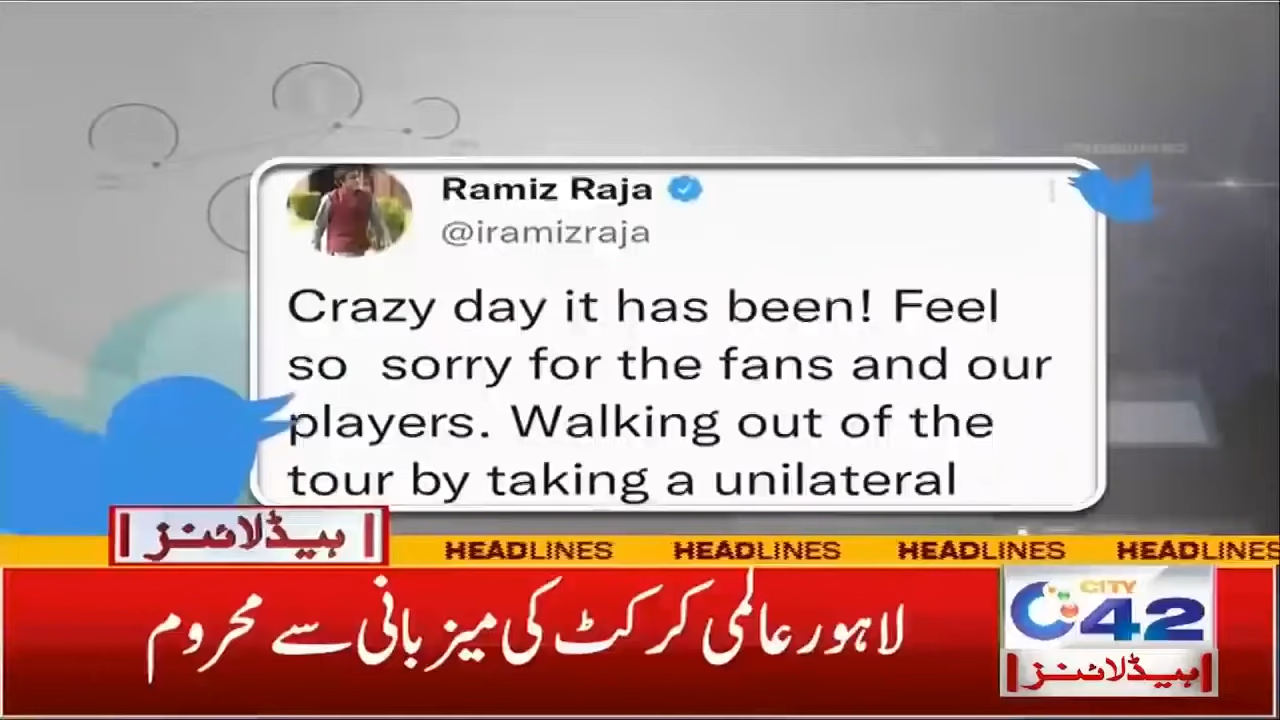 Ramiz Raja
@iramizraja
Crazy day it has been! Feel
so sorry for the fans and our
players. Walking out of the
tour by taking a unilateral
ہیڈلائنز
HEADLINES HEADLINES HEADLINES HEADLINES
لاہور عالمی کرکٹ کی میزبانی سے محروم
CITY
42
ہیڈلائنز